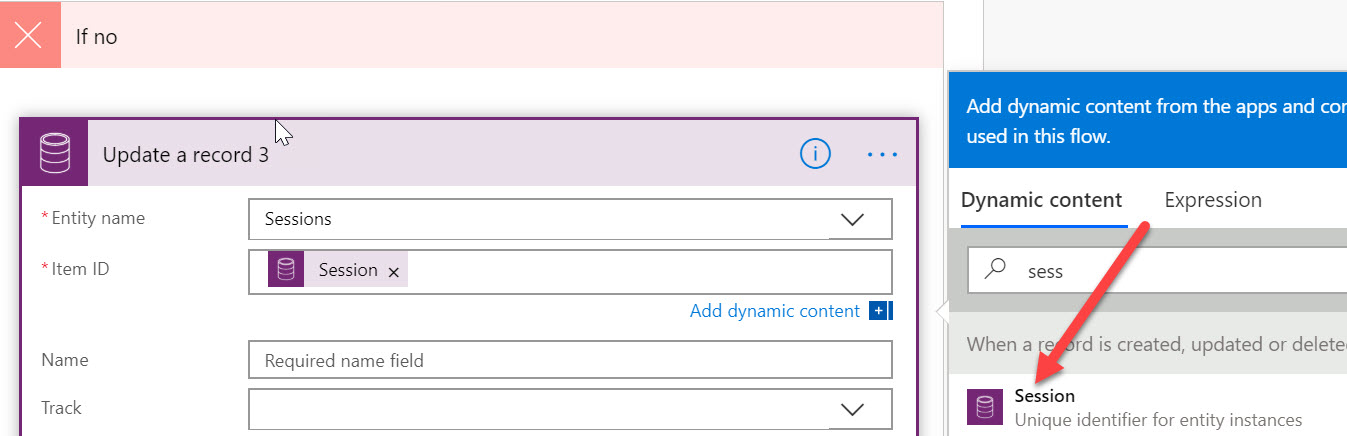 If no
Update a record 3
* Entity name
Sessions
* Item ID
Session ×
Add dynamic content
Name
Required name field
Track
Add dynamic content from the apps and
used in this flow.
Dynamic content
Expression
sess
When a record is created, updated or
Session
Unique identifier for entity instances